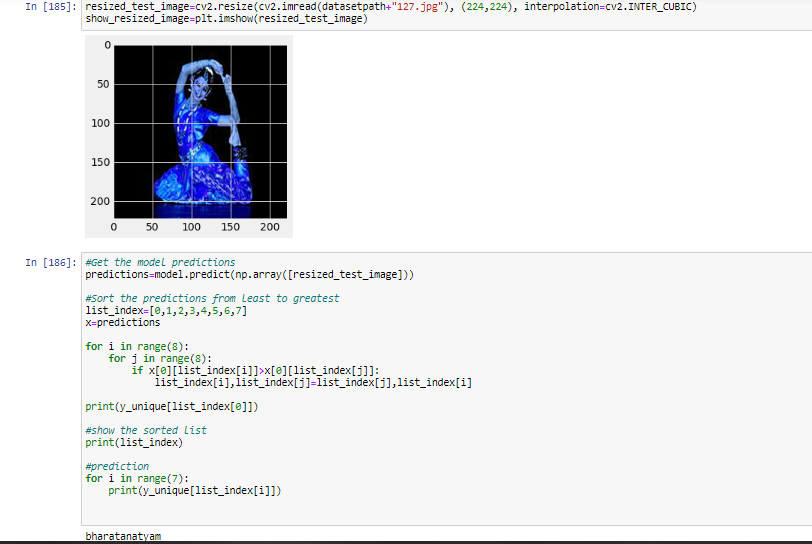 In [185]: resized_test_image=cv2.resize(cv2.imread(datasetpath+"127.jpg"), (224,224), interpolation=cv2.INTER_CUBIC)
show_resized_image=plt.imshow(resized_test_image)
0
50
100
150
200
0 50 100 150 200
In [186]: #Get the model predictions
predictions=model.predict(np.array([resized_test_image]))
#Sort the predictions from least to greatest
list_index=[0,1,2,3,4,5,6,7]
x=predictions
for i in range(8):
    for j in range(8):
        if x[0][list_index[i]]>x[0][list_index[j]]:
            list_index[i],list_index[j]=list_index[j],list_index[i]
print(y_unique[list_index[0]])
#show the sorted list
print(list_index)
#prediction
for i in range(7):
    print(y_unique[list_index[i]])
bharatanatyam